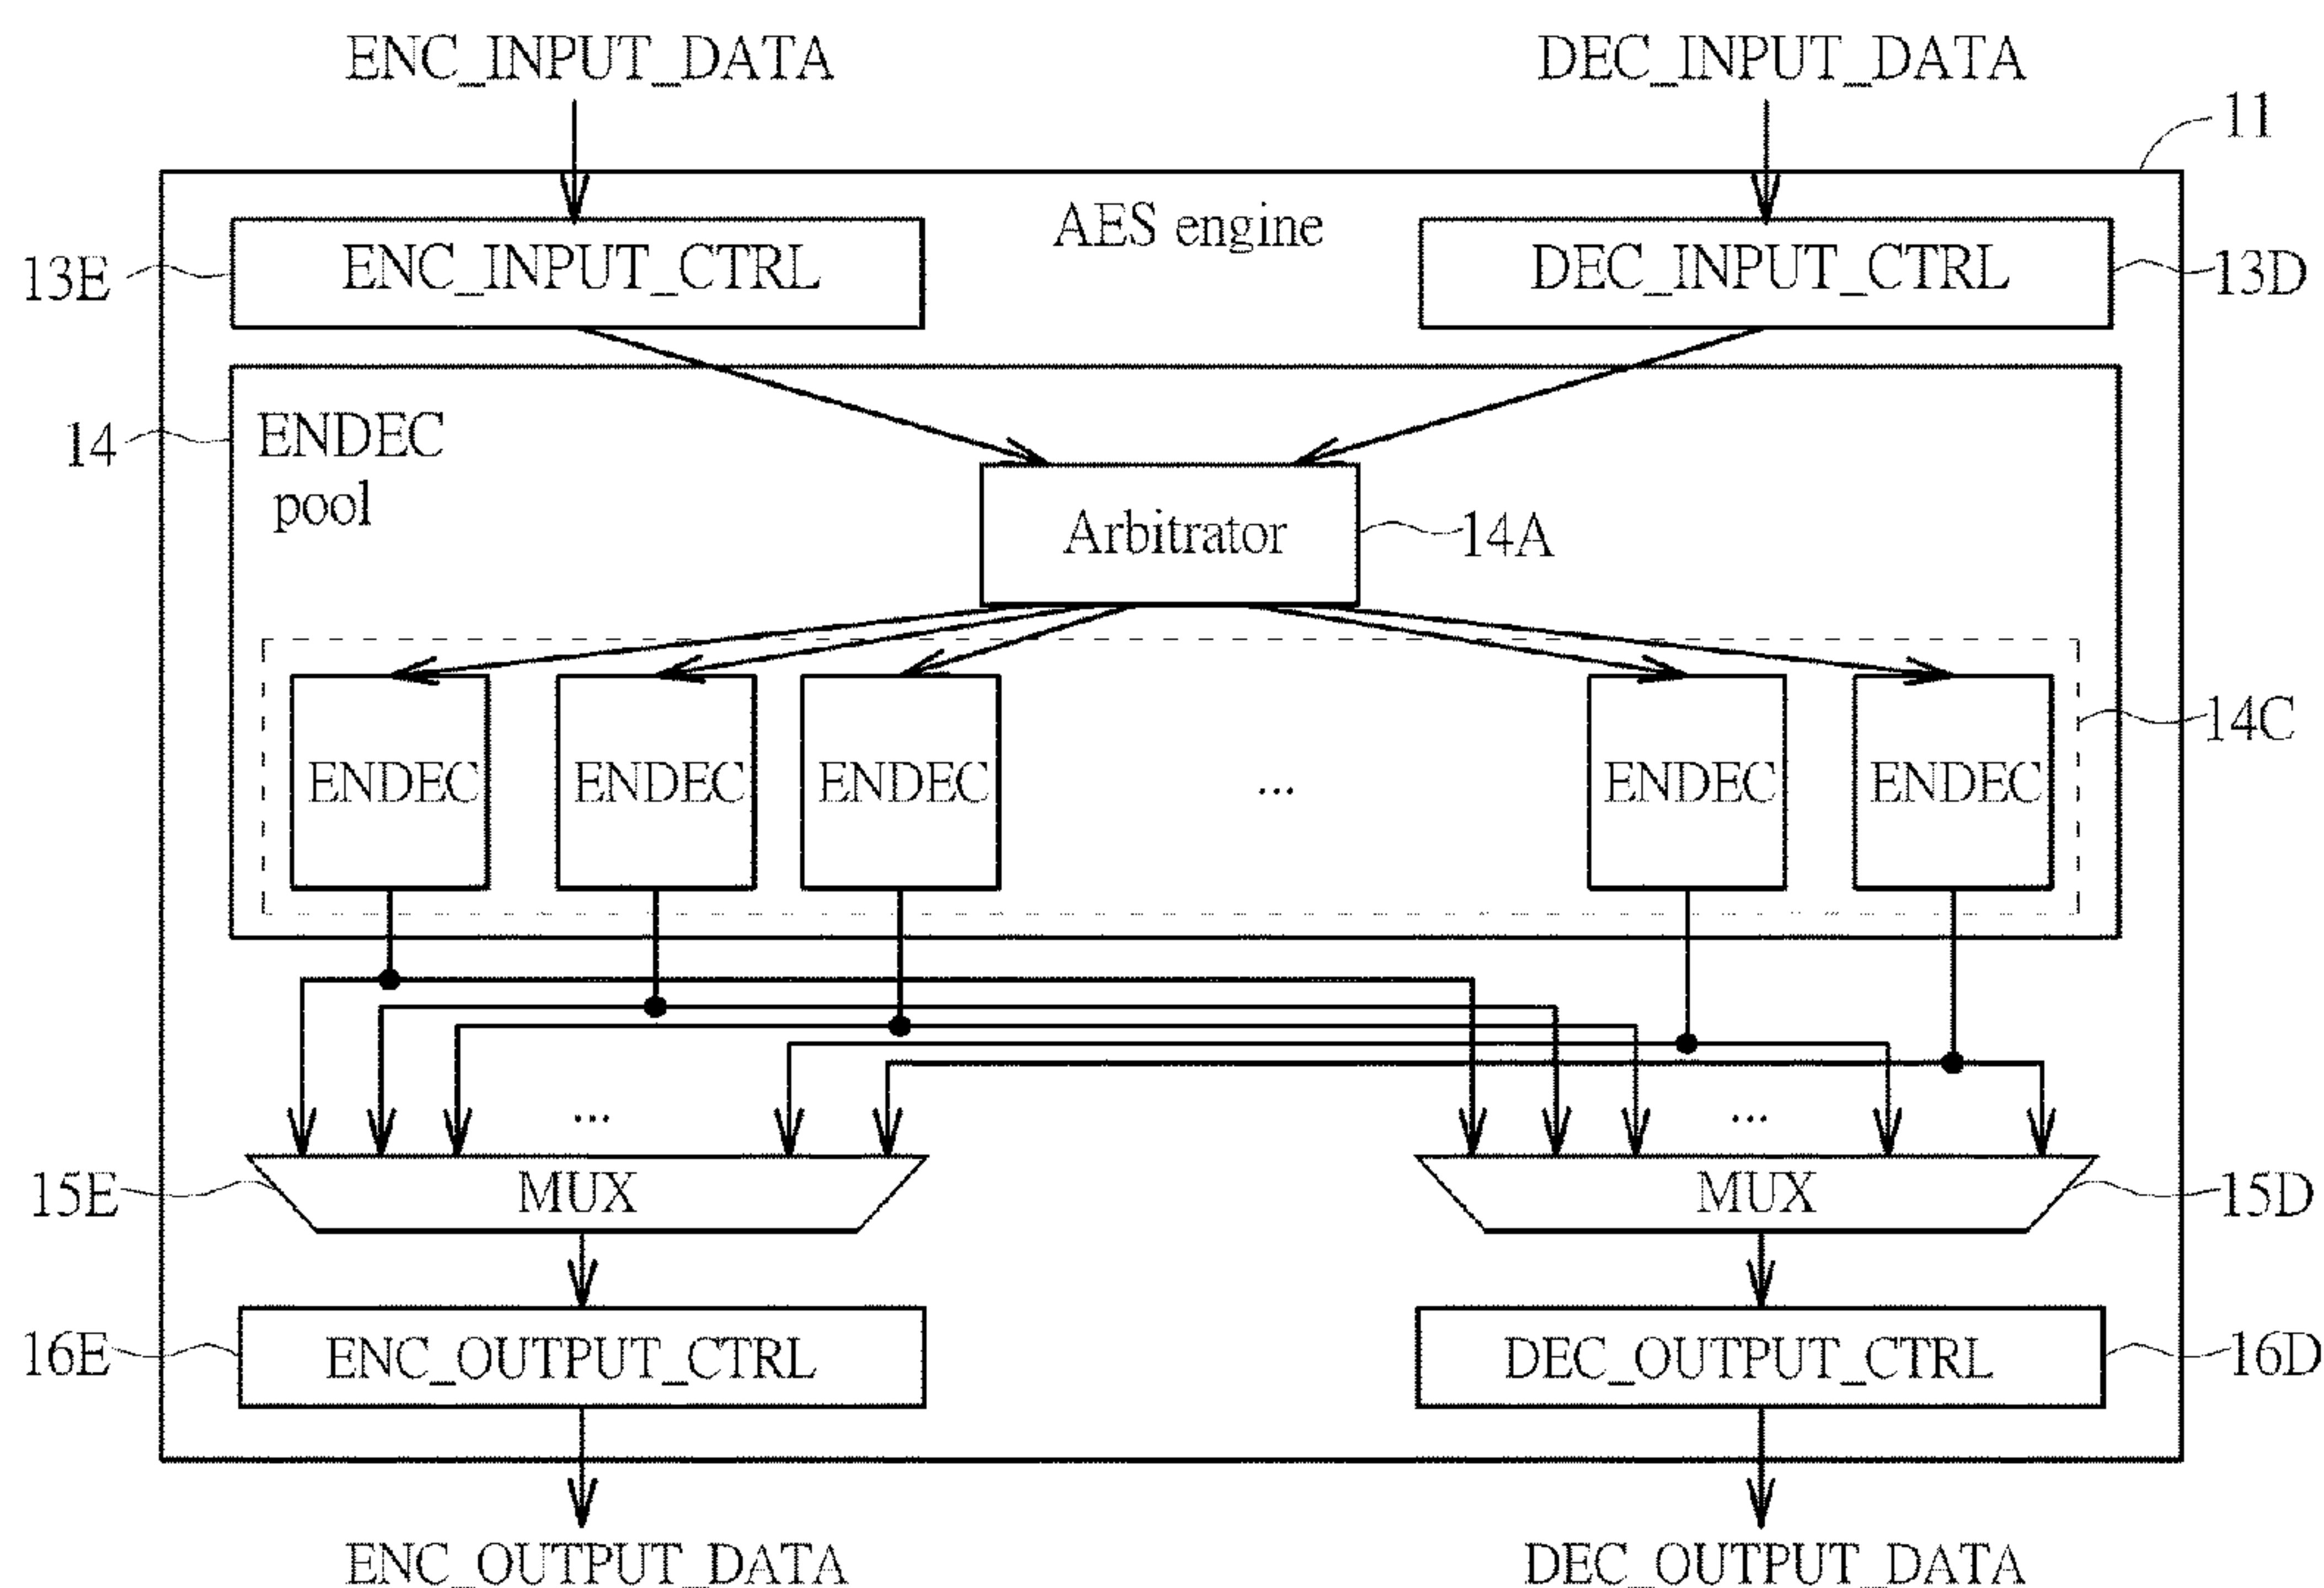 ENC_INPUT_DATA
DEC_INPUT_DATA
11
AES engine
13E
ENC_INPUT_CTRL
DEC_INPUT_CTRL
13D
14
ENDEC
pool
Arbitrator
14A
14C
ENDEC
ENDEC
ENDEC
...
ENDEC
ENDEC
...
...
15E
MUX
MUX
15D
16E
ENC_OUTPUT_CTRL
DEC_OUTPUT_CTRL
16D
ENC_OUTPUT_DATA
DEC_OUTPUT_DATA